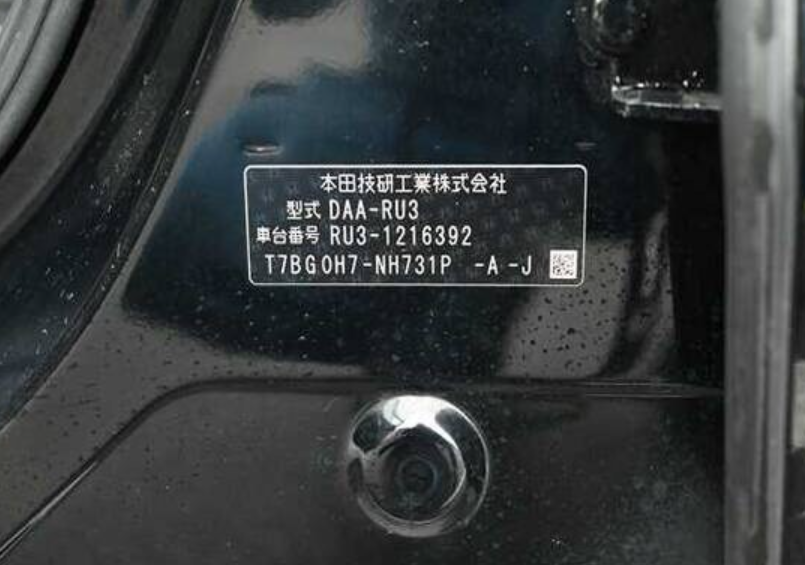 本田技研工業株式会社
型式 DAA-RU3
車台番号 RU3-1216392
T7BG0H7-NH731P -A -J